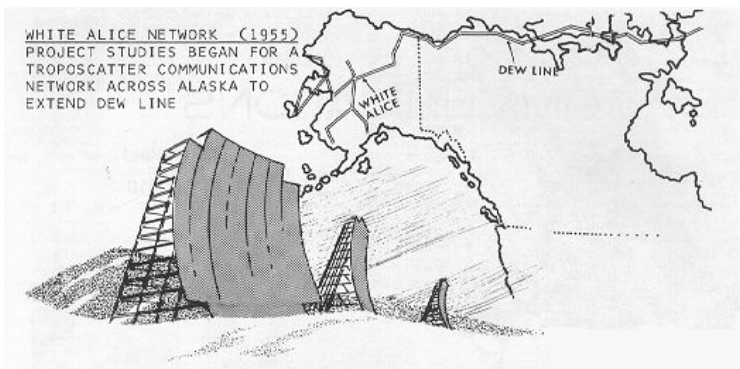 WHITE ALICE NETWORK (1955)
PROJECT STUDIES BEGAN FOR A
TROPOSCATTER COMMUNICATIONS
NETWORK ACROSS ALASKA TO
EXTEND DEW LINE
DEW LINE
WHITE
ALICE